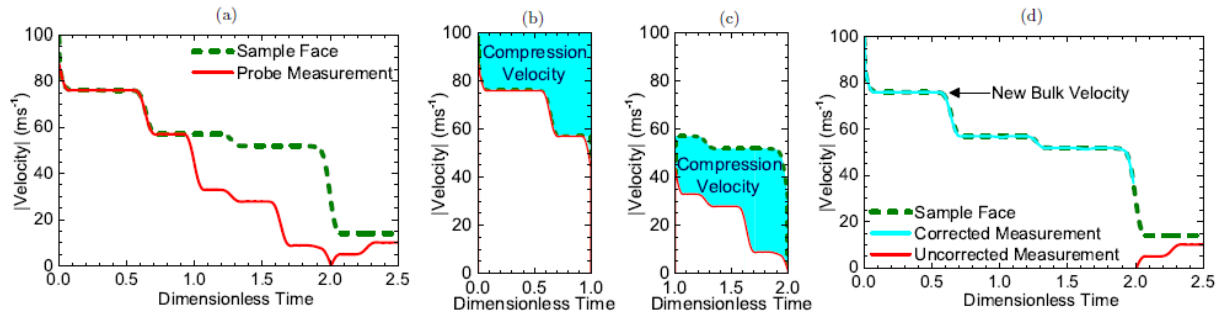 (a)
100
80
60
40
20
0
|Velocity| (ms⁻¹)
Sample Face
Probe Measurement
0.0 0.5 1.0 1.5 2.0 2.5
Dimensionless Time
(b)
100
80
60
40
20
0
|Velocity| (ms⁻¹)
Compression
Velocity
0.0 0.5 1.0
Dimensionless Time
(c)
100
80
60
40
20
0
|Velocity| (ms⁻¹)
Compression
Velocity
1.0 1.5 2.0
Dimensionless Time
(d)
100
80
60
40
20
0
|Velocity| (ms⁻¹)
New Bulk Velocity
Sample Face
Corrected Measurement
Uncorrected Measurement
0.0 0.5 1.0 1.5 2.0 2.5
Dimensionless Time